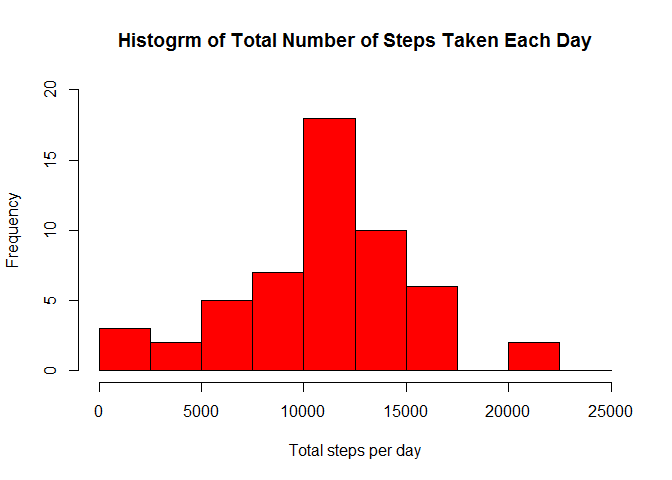 Histogrm of Total Number of Steps Taken Each Day
Frequency
20
15
10
5
0
0 5000 10000 15000 20000 25000
Total steps per day